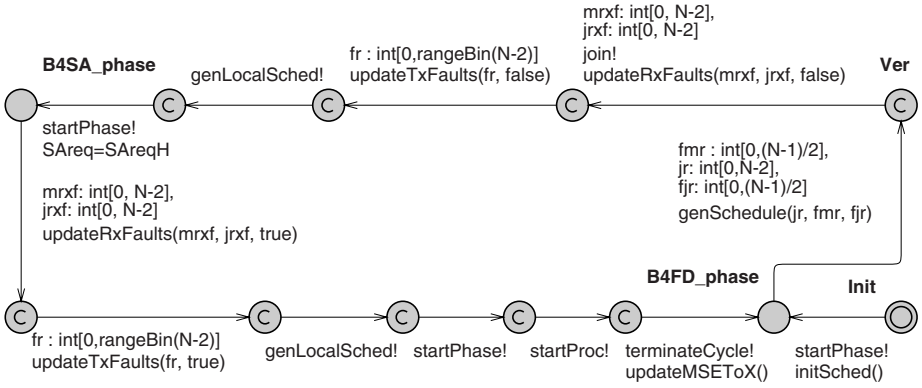 mrxf: int[0, N-2],
jrxf: int[0, N-2]
join!
updateRxFaults(mrxf, jrxf, false)
fr : int[0,rangeBin(N-2)]
updateTxFaults(fr, false)
genLocalSched!
B4SA_phase
Ver
C
C
C
C
startPhase!
SAreq=SAreqH
mrxf: int[0, N-2],
jrxf: int[0, N-2]
updateRxFaults(mrxf, jrxf, true)
fmr : int[0,(N-1)/2],
jr: int[0,N-2],
fjr: int[0,(N-1)/2]
genSchedule(jr, fmr, fjr)
B4FD_phase
Init
C
C
C
C
C
fr : int[0,rangeBin(N-2)]
updateTxFaults(fr, true)
genLocalSched!
startPhase!
startProc!
terminateCycle!
updateMSEToX()
startPhase!
initSched()